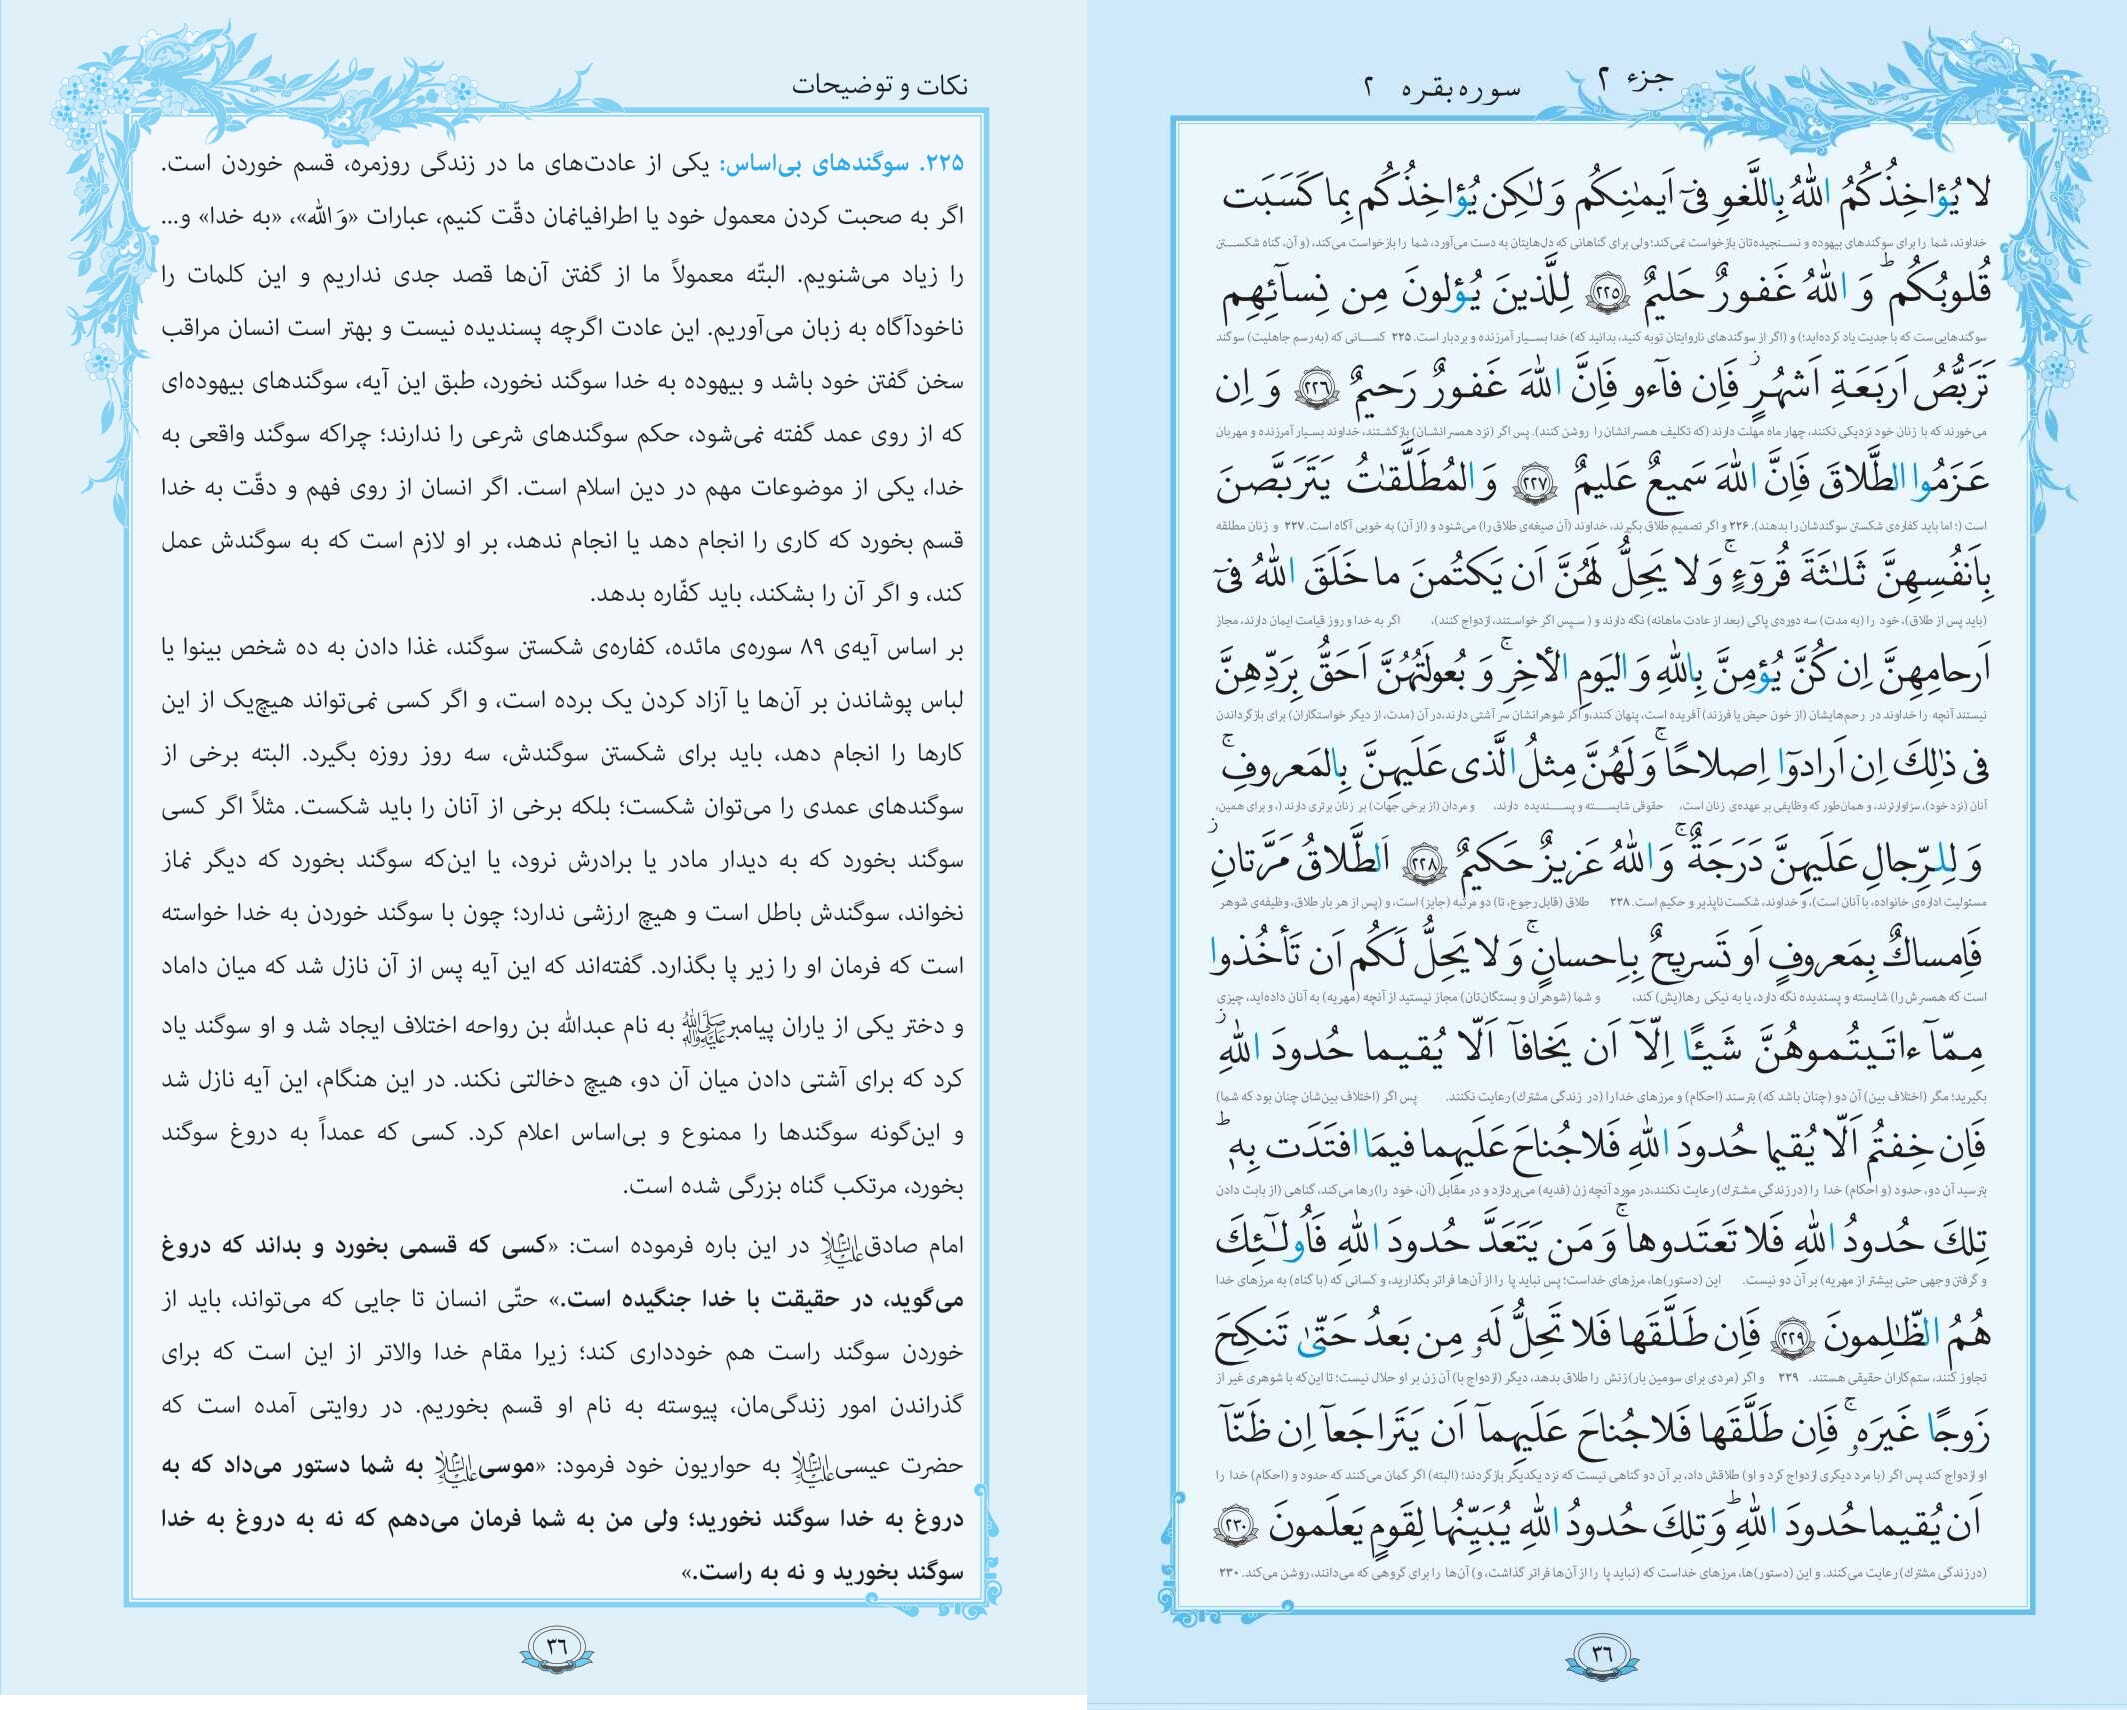 جزء ۲
سوره بقره ۲
لا يُؤاخِذُكُمُ اللّٰهُ بِاللَّغوِ فىٓ اَيمٰنِكُم وَ لٰكِن يُؤاخِذُكُم بِما كَسَبَت
خداوند، شما را برای سوگندهای بیهوده و نسنجیده‌تان بازخواست نمی‌کند؛ ولی برای گناهانی که دل‌هایتان به دست می‌آورد، شما را بازخواست می‌کند، (و آن، گناه شکستن
قُلوبُكُم ؕ وَ اللّٰهُ غَفورٌ حَليمٌ ﴿۲۲۵﴾ لِلَّذينَ يُؤلونَ مِن نِسآئِهِم
سوگندهایی‌ست که با جدیت یاد کرده‌اید؛) و (اگر از سوگندهای ناروایتان توبه کنید، بدانید که) خدا بسیار آمرزنده و بردبار است. ۲۲۵ کسانی که (به‌رسم جاهلیت) سوگند
تَرَبُّصُ اَربَعَةِ اَشهُرٍ ز فَاِن فآءو فَاِنَّ اللّٰهَ غَفورٌ رَحيمٌ ﴿۲۲۶﴾ وَ اِن
می‌خورند که با زنان خود نزدیکی نکنند، چهار ماه مهلت دارند (که تکلیف همسرانشان را روشن کنند). پس اگر (نزد همسرانشان) بازگشتند، خداوند بسیار آمرزنده و مهربان
عَزَمُوا الطَّلاقَ فَاِنَّ اللّٰهَ سَميعٌ عَليمٌ ﴿۲۲۷﴾ وَ المُطَلَّقٰتُ يَتَرَبَّصنَ
است (؛ اما باید کفاره‌ی شکستن سوگندشان را بدهند). ۲۲۶ و اگر تصمیم طلاق بگیرند، خداوند (آن صیغه‌ی طلاق را) می‌شنود و (از آن) به خوبی آگاه است. ۲۲۷ و زنان مطلقه
بِاَنفُسِهِنَّ ثَلٰثَةَ قُروٓءٍ ۚ وَ لا يَحِلُّ لَهُنَّ اَن يَكتُمنَ ما خَلَقَ اللّٰهُ فىٓ
(باید پس از طلاق)، خود را (به مدت) سه دوره‌ی پاکی (بعد از عادت ماهانه) نگه دارند و (سپس اگر خواستند، ازدواج کنند)، اگر به خدا و روز قیامت ایمان دارند، مجاز
اَرحامِهِنَّ اِن كُنَّ يُؤمِنَّ بِاللّٰهِ وَ اليَومِ الأخِرِ ۚ وَ بُعولَتُهُنَّ اَحَقُّ بِرَدِّهِنَّ
نیستند آنچه را خداوند در رحم‌هایشان (از خون حیض یا فرزند) آفریده است، پنهان کنند، و اگر شوهرانشان سر آشتی دارند، در آن (مدت، از دیگر خواستگاران) برای بازگرداندن
فى ذٰلِكَ اِن اَرادوٓا اِصلاحًا ۚ وَ لَهُنَّ مِثلُ الَّذى عَلَيهِنَّ بِالمَعروفِ ۚ
آنان (نزد خود)، سزاوارترند، و همان‌طور که وظایفی بر عهده‌ی زنان است، حقوقی شایسته و پسندیده دارند، و مردان (از برخی جهات) بر زنان برتری دارند (، و برای همین،
وَ لِلرِّجالِ عَلَيهِنَّ دَرَجَةٌ ۚ وَ اللّٰهُ عَزيزٌ حَكيمٌ ﴿۲۲۸﴾ اَلطَّلاقُ مَرَّتانِ ز
مسئولیت اداره‌ی خانواده، با آنان است)، و خداوند، شکست‌ناپذیر و حکیم است. ۲۲۸ طلاق (قابل رجوع، تا) دو مرتبه (جایز) است، و (پس از هر بار طلاق، وظیفه‌ی شوهر
فَاِمساكٌ بِمَعروفٍ اَو تَسريحٌ بِاِحسانٍ ۚ وَ لا يَحِلُّ لَكُم اَن تَأخُذوا
است که همسرش را) شایسته و پسندیده نگه دارد، یا به نیکی رها(یش) کند، و شما (شوهران و بستگان‌تان) مجاز نیستید از آنچه (مهریه) به آنان داده‌اید، چیزی
مِمّآ ءاتَيتُموهُنَّ شَيـًٔا اِلّآ اَن يَخافآ اَلّا يُقيما حُدودَ اللّٰهِ ز
بگیرید؛ مگر (اختلاف بین) آن دو (چنان باشد که) بترسند (احکام) و مرزهای خدا را (در زندگی مشترک) رعایت نکنند. پس اگر (اختلاف بین‌شان چنان بود که شما)
فَاِن خِفتُم اَلّا يُقيما حُدودَ اللّٰهِ فَلا جُناحَ عَلَيهِما فيمَا افتَدَت بِهٖ ؕ
بترسید آن دو، حدود (و احکام) خدا را (در زندگی مشترک) رعایت نکنند، در مورد آنچه زن (فدیه) می‌پردازد و در مقابل (آن، خود را) رها می‌کند، گناهی (از بابت دادن
تِلكَ حُدودُ اللّٰهِ فَلا تَعتَدوها ۚ وَ مَن يَتَعَدَّ حُدودَ اللّٰهِ فَاُولٰٓئِكَ
و گرفتن وجهی حتی بیشتر از مهریه) بر آن دو نیست. این (دستور)ها، مرزهای خداست؛ پس نباید پا را از آن‌ها فراتر بگذارید، و کسانی که (با گناه) به مرزهای خدا
هُمُ الظّٰلِمونَ ﴿۲۲۹﴾ فَاِن طَلَّقَها فَلا تَحِلُّ لَهٗ مِن بَعدُ حَتّىٰ تَنكِحَ
تجاوز کنند، ستم‌کاران حقیقی هستند. ۲۲۹ و اگر (مردی برای سومین بار) زنش را طلاق بدهد، دیگر (ازدواج با) آن زن بر او حلال نیست؛ تا این‌که با شوهری غیر از
زَوجًا غَيرَهٗ ۚ فَاِن طَلَّقَها فَلا جُناحَ عَلَيهِمآ اَن يَتَراجَعآ اِن ظَنّآ
او ازدواج کند پس اگر (با مرد دیگری ازدواج کرد و او) طلاقش داد، بر آن دو گناهی نیست که نزد یکدیگر بازگردند؛ (البته) اگر گمان می‌کنند که حدود و (احکام) خدا را
اَن يُقيما حُدودَ اللّٰهِ ؕ وَ تِلكَ حُدودُ اللّٰهِ يُبَيِّنُها لِقَومٍ يَعلَمونَ ﴿۲۳۰﴾
(در زندگی مشترک) رعایت می‌کنند. و این (دستور)ها، مرزهای خداست که (نباید پا را از آن‌ها فراتر گذاشت، و) آن‌ها را برای گروهی که می‌دانند، روشن می‌کند. ۲۳۰
۳۶
نکات و توضیحات
۲۲۵. سوگندهای بی‌اساس: یکی از عادت‌های ما در زندگی روزمره، قسم خوردن است.
اگر به صحبت کردن معمول خود یا اطرافیانمان دقّت کنیم، عبارات «وَ الله»، «به خدا» و...
را زیاد می‌شنویم. البتّه معمولاً ما از گفتن آن‌ها قصد جدی نداریم و این کلمات را
ناخودآگاه به زبان می‌آوریم. این عادت اگرچه پسندیده نیست و بهتر است انسان مراقب
سخن گفتن خود باشد و بیهوده به خدا سوگند نخورد، طبق این آیه، سوگندهای بیهوده‌ای
که از روی عمد گفته نمی‌شود، حکم سوگندهای شرعی را ندارند؛ چراکه سوگند واقعی به
خدا، یکی از موضوعات مهم در دین اسلام است. اگر انسان از روی فهم و دقّت به خدا
قسم بخورد که کاری را انجام دهد یا انجام ندهد، بر او لازم است که به سوگندش عمل
کند، و اگر آن را بشکند، باید کفّاره بدهد.
بر اساس آیه‌ی ۸۹ سوره‌ی مائده، کفاره‌ی شکستن سوگند، غذا دادن به ده شخص بینوا یا
لباس پوشاندن بر آن‌ها یا آزاد کردن یک برده است، و اگر کسی نمی‌تواند هیچ‌یک از این
کارها را انجام دهد، باید برای شکستن سوگندش، سه روز روزه بگیرد. البته برخی از
سوگندهای عمدی را می‌توان شکست؛ بلکه برخی از آنان را باید شکست. مثلاً اگر کسی
سوگند بخورد که به دیدار مادر یا برادرش نرود، یا این‌که سوگند بخورد که دیگر نماز
نخواند، سوگندش باطل است و هیچ ارزشی ندارد؛ چون با سوگند خوردن به خدا خواسته
است که فرمان او را زیر پا بگذارد. گفته‌اند که این آیه پس از آن نازل شد که میان داماد
و دختر یکی از یاران پیامبرﷺ به نام عبدالله بن رواحه اختلاف ایجاد شد و او سوگند یاد
کرد که برای آشتی دادن میان آن دو، هیچ دخالتی نکند. در این هنگام، این آیه نازل شد
و این‌گونه سوگندها را ممنوع و بی‌اساس اعلام کرد. کسی که عمداً به دروغ سوگند
بخورد، مرتکب گناه بزرگی شده است.
امام صادق علیه‌السلام در این باره فرموده است: «کسی که قسمی بخورد و بداند که دروغ
می‌گوید، در حقیقت با خدا جنگیده است.» حتّی انسان تا جایی که می‌تواند، باید از
خوردن سوگند راست هم خودداری کند؛ زیرا مقام خدا والاتر از این است که برای
گذراندن امور زندگی‌مان، پیوسته به نام او قسم بخوریم. در روایتی آمده است که
حضرت عیسی علیه‌السلام به حواریون خود فرمود: «موسی علیه‌السلام به شما دستور می‌داد که به
دروغ به خدا سوگند نخورید؛ ولی من به شما فرمان می‌دهم که نه به دروغ به خدا
سوگند بخورید و نه به راست.»
۳۶